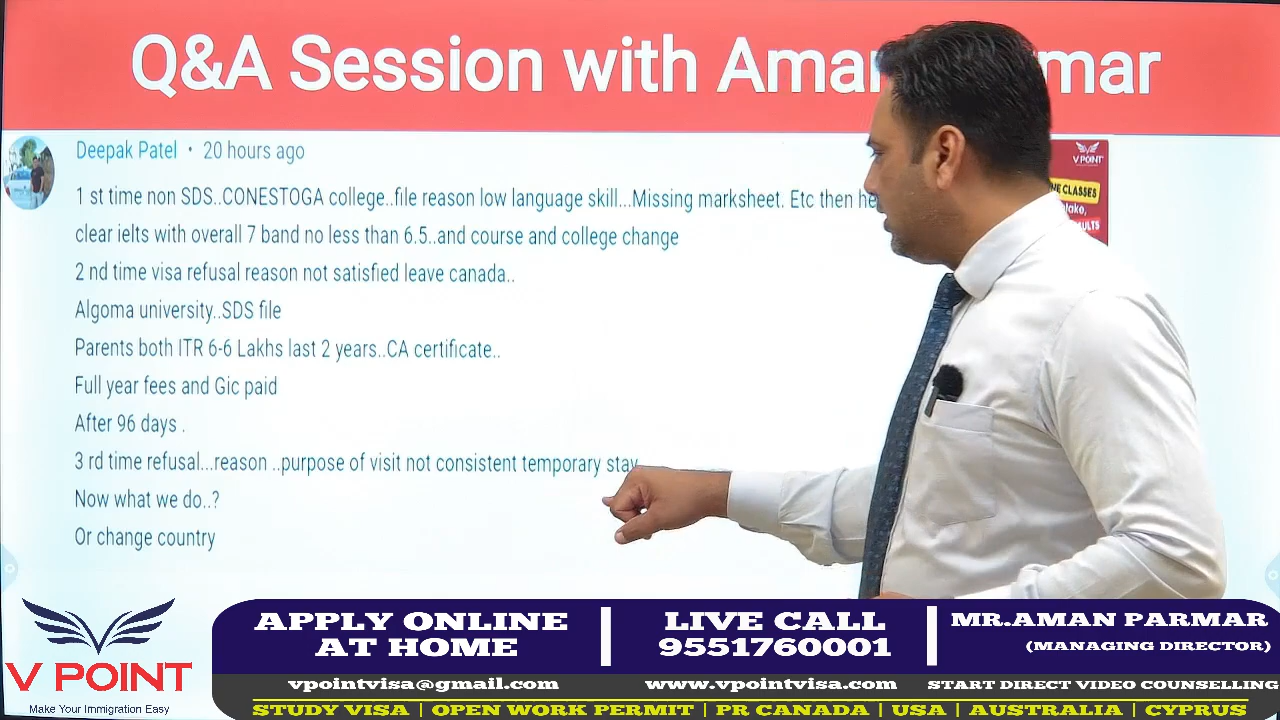 Q&A Session with Aman mar
Deepak Patel • 20 hours ago
1 st time non SDS..CONESTOGA college..file reason low language skill...Missing marksheet. Etc then he
clear ielts with overall 7 band no less than 6.5..and course and college change
2 nd time visa refusal reason not satisfied leave canada..
Algoma university..SDS file
Parents both ITR 6-6 Lakhs last 2 years..CA certificate..
Full year fees and Gic paid
After 96 days .
3 rd time refusal...reason ..purpose of visit not consistent temporary stay
Now what we do..?
Or change country
V POINT
CLASSES
V POINT
Make Your Immigration Easy
APPLY ONLINE
AT HOME
LIVE CALL
9551760001
MR.AMAN PARMAR
(MANAGING DIRECTOR)
vpointvisa@gmail.com
www.vpointvisa.com
START DIRECT VIDEO COUNSELLING
STUDY VISA | OPEN WORK PERMIT | PR CANADA | USA | AUSTRALIA | CYPRUS